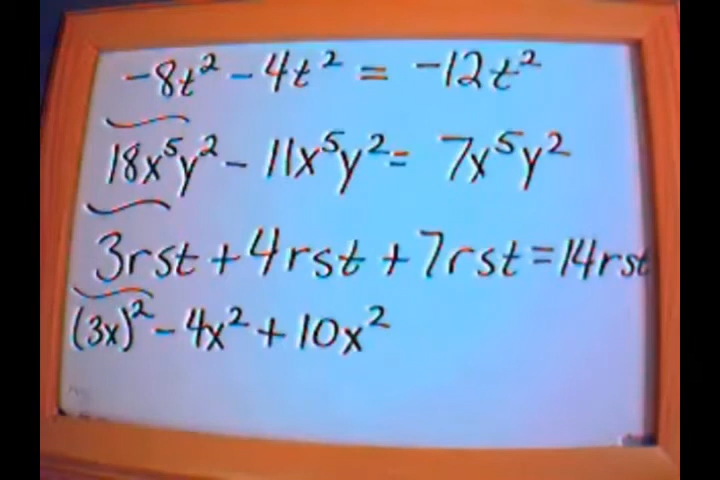 -8t² - 4t² = -12t²
18x⁵y² - 11x⁵y² = 7x⁵y²
3rst + 4rst + 7rst = 14rst
(3x)² - 4x² + 10x²